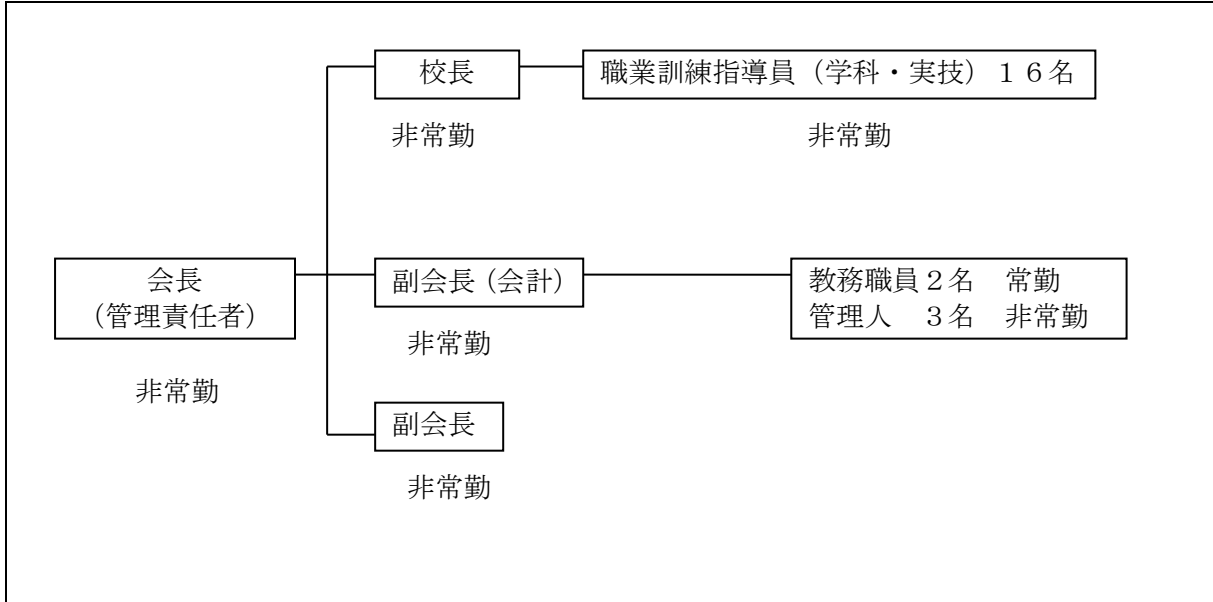 校長
職業訓練指導員（学科・実技）１６名
非常勤
非常勤
会長
（管理責任者）
非常勤
副会長（会計）
非常勤
教務職員２名　常勤
管理人　３名　非常勤
副会長
非常勤